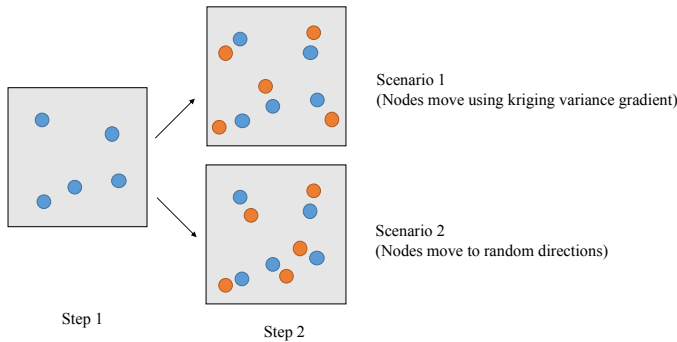 Scenario 1
(Nodes move using kriging variance gradient)
Scenario 2
(Nodes move to random directions)
Step 1
Step 2